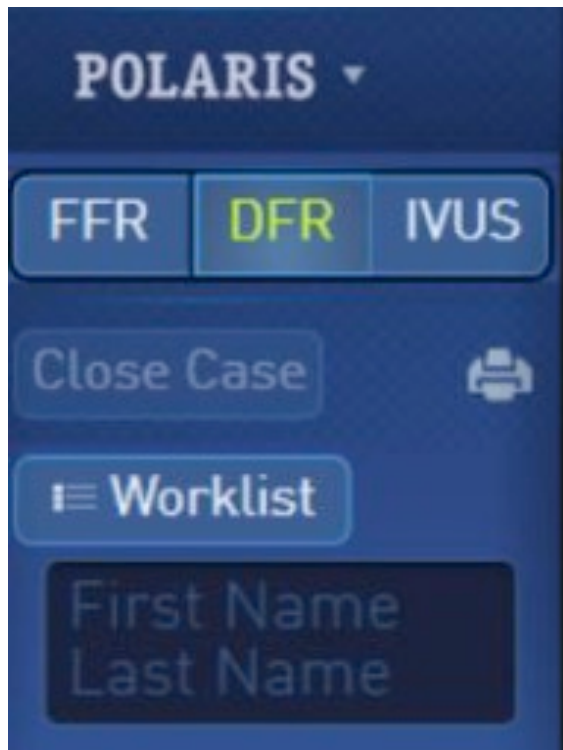 POLARIS
FFR DFR IVUS
Close Case
Worklist
First Name
Last Name